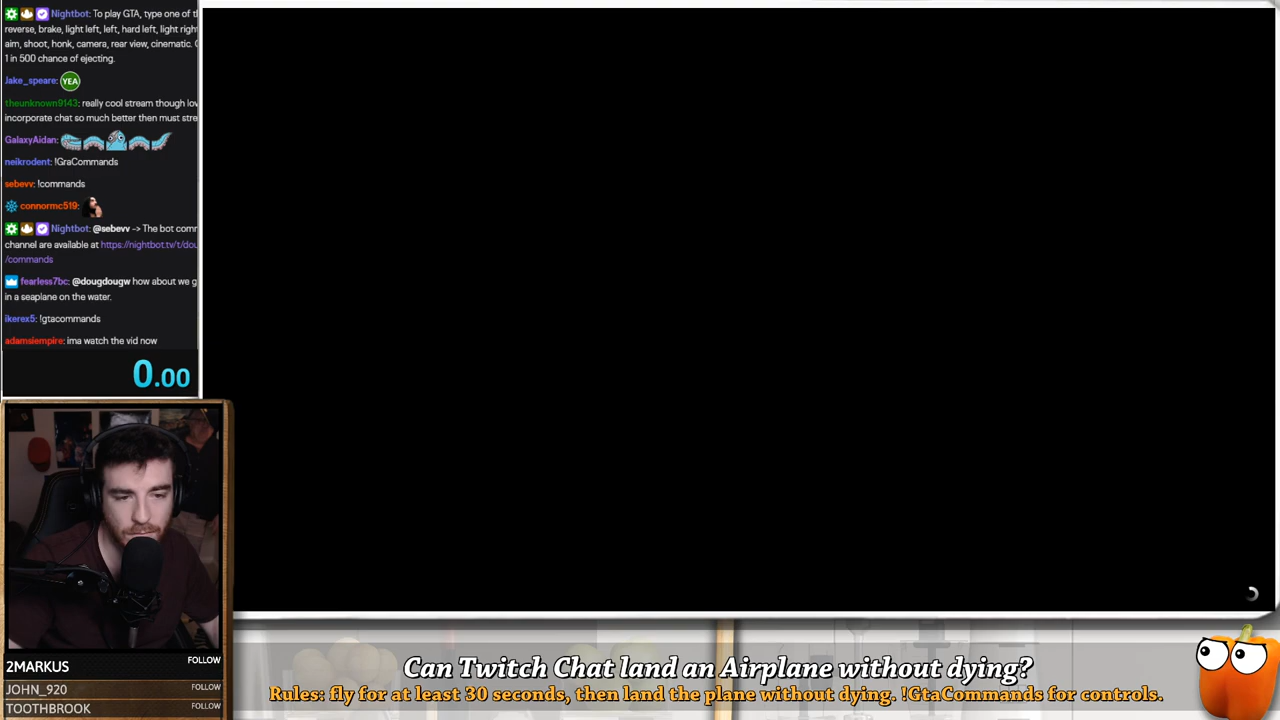 Nightbot: To play GTA, type one of
reverse, brake, light left, left, hard left, light right
aim, shoot, honk, camera, rear view, cinematic.
1 in 500 chance of ejecting.
Jake_speare: YEA
theunknown9143: really cool stream though
incorporate chat so much better then must
GalaxyAidan:
neikrodent: !GraCommands
sebevv: !commands
connormc519:
Nightbot: @sebevv -> The bot
channel are available at https://nightbot.tv/t/dou
/commands
fearless7bc: @dougdougw how about we
in a seaplane on the water.
ikerex5: !gtacommands
adamsiempire: ima watch the vid now
0.00
2MARKUS FOLLOW
JOHN_920 FOLLOW
TOOTHBROOK FOLLOW
Can Twitch Chat land an Airplane without dying?
Rules: fly for at least 30 seconds, then land the plane without dying. !GtaCommands for controls.